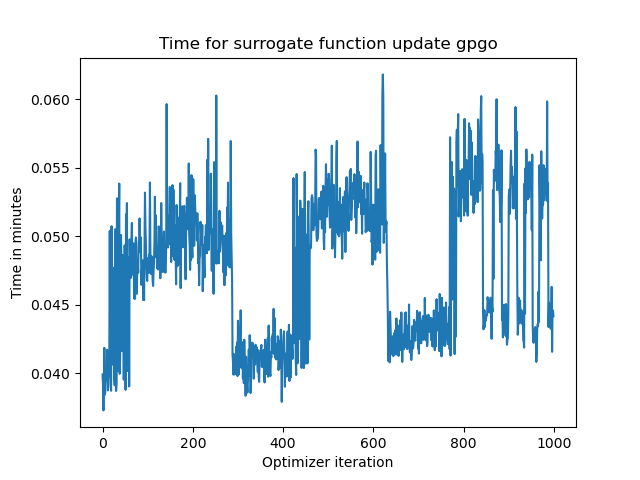 Time for surrogate function update gpgo
0.060
0.055
0.050
0.045
0.040
Time in minutes
0 200 400 600 800 1000
Optimizer iteration